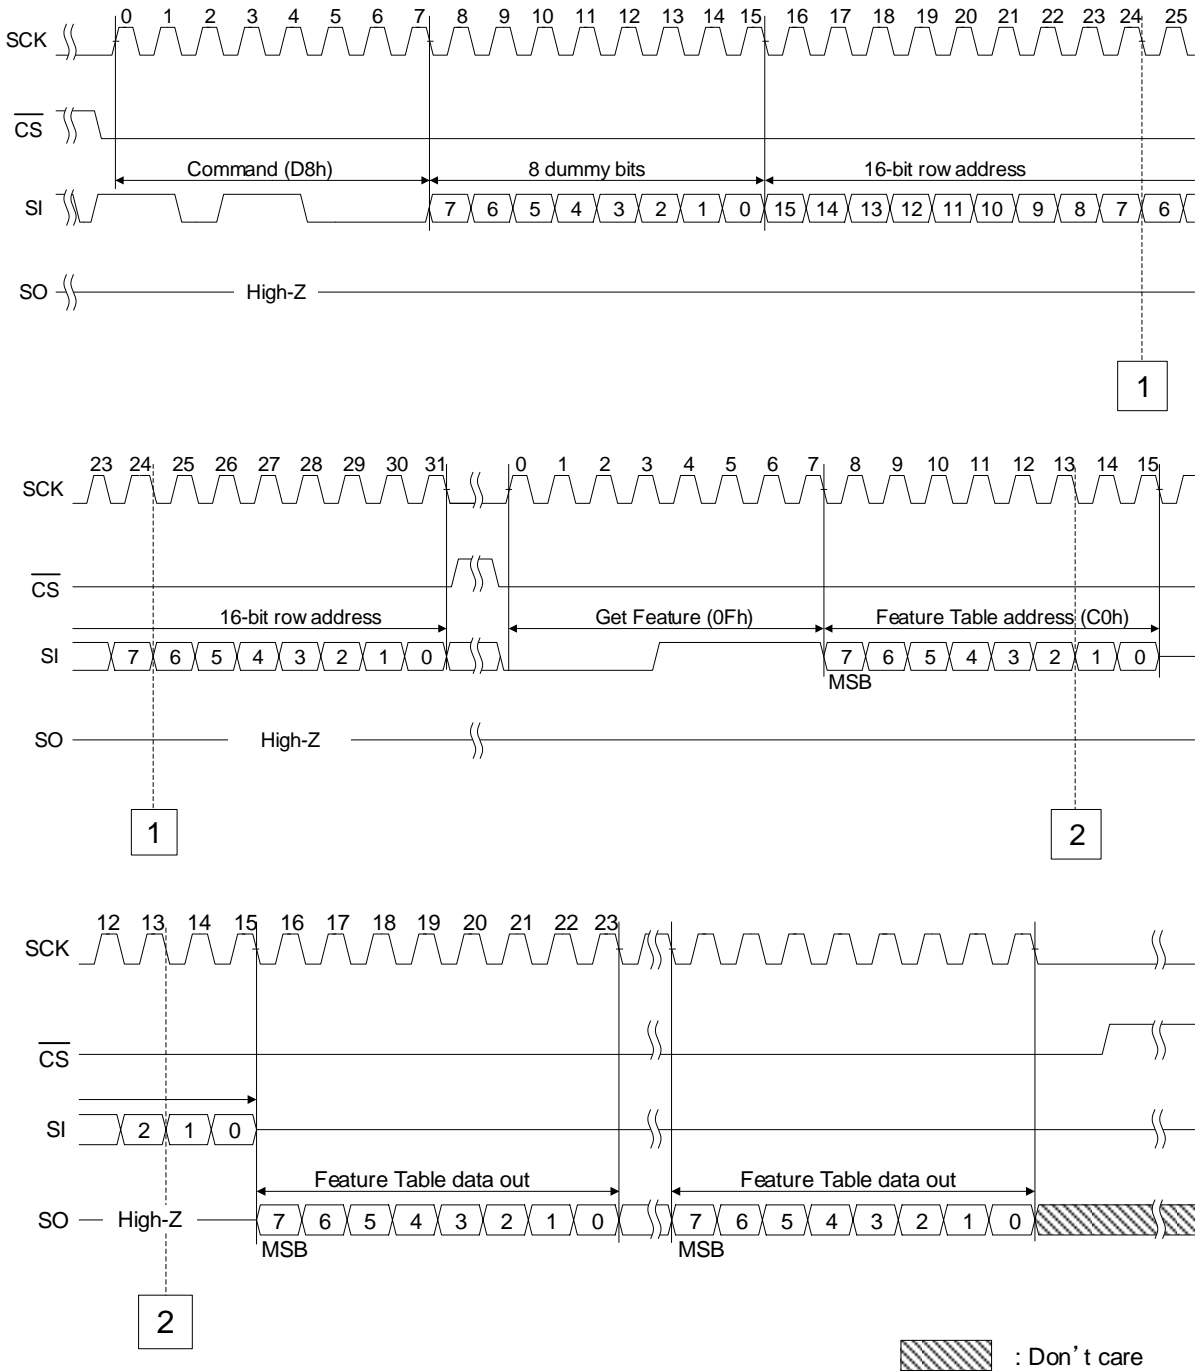 0 1 2 3 4 5 6 7 8 9 10 11 12 13 14 15 16 17 18 19 20 21 22 23 24 25
SCK
CS
Command (D8h) 8 dummy bits 16-bit row address
SI 7 6 5 4 3 2 1 0 15 14 13 12 11 10 9 8 7 6
SO High-Z
1
23 24 25 26 27 28 29 30 31 0 1 2 3 4 5 6 7 8 9 10 11 12 13 14 15
SCK
CS
16-bit row address Get Feature (0Fh) Feature Table address (C0h)
SI 7 6 5 4 3 2 1 0 7 6 5 4 3 2 1 0
MSB
SO High-Z
1 2
12 13 14 15 16 17 18 19 20 21 22 23
SCK
CS
SI 2 1 0
Feature Table data out Feature Table data out
SO High-Z 7 6 5 4 3 2 1 0 7 6 5 4 3 2 1 0
MSB MSB
2
: Don't care